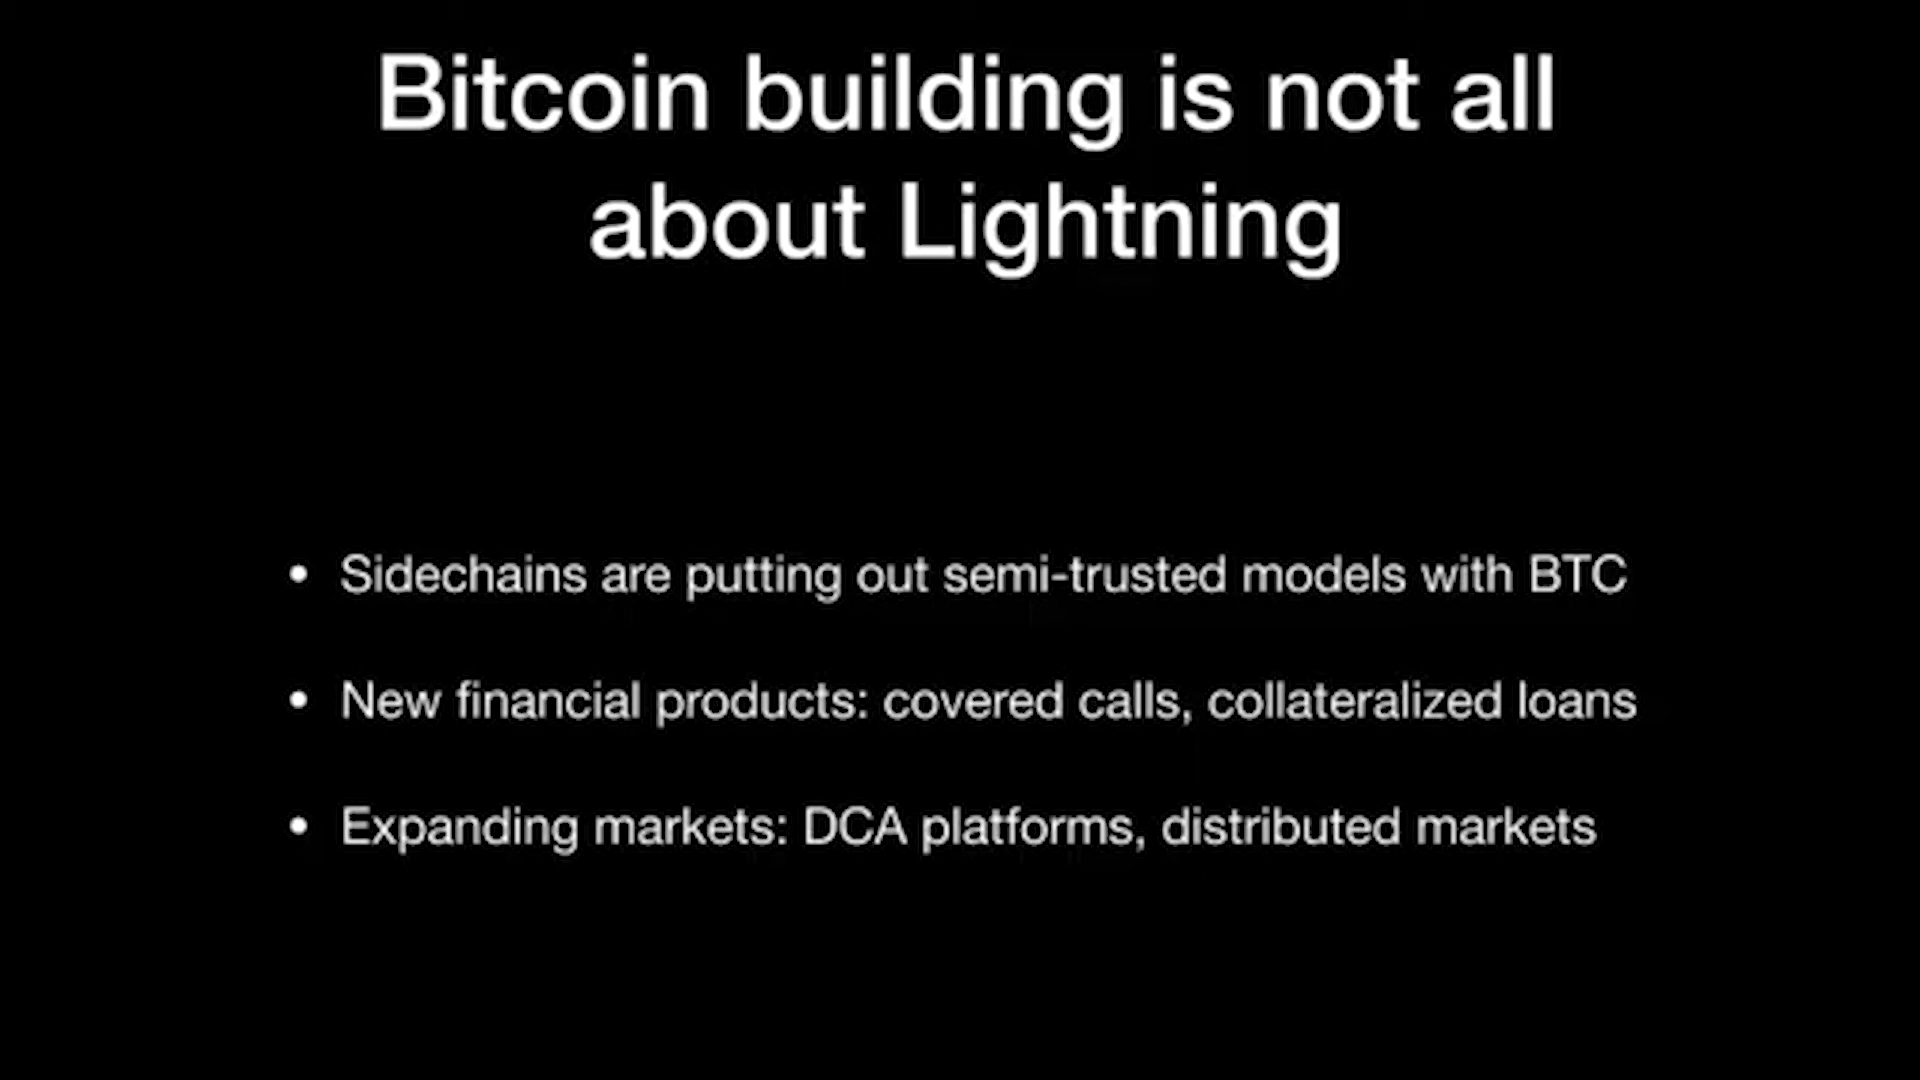 Bitcoin building is not all
about Lightning
• Sidechains are putting out semi-trusted models with BTC
• New financial products: covered calls, collateralized loans
• Expanding markets: DCA platforms, distributed markets